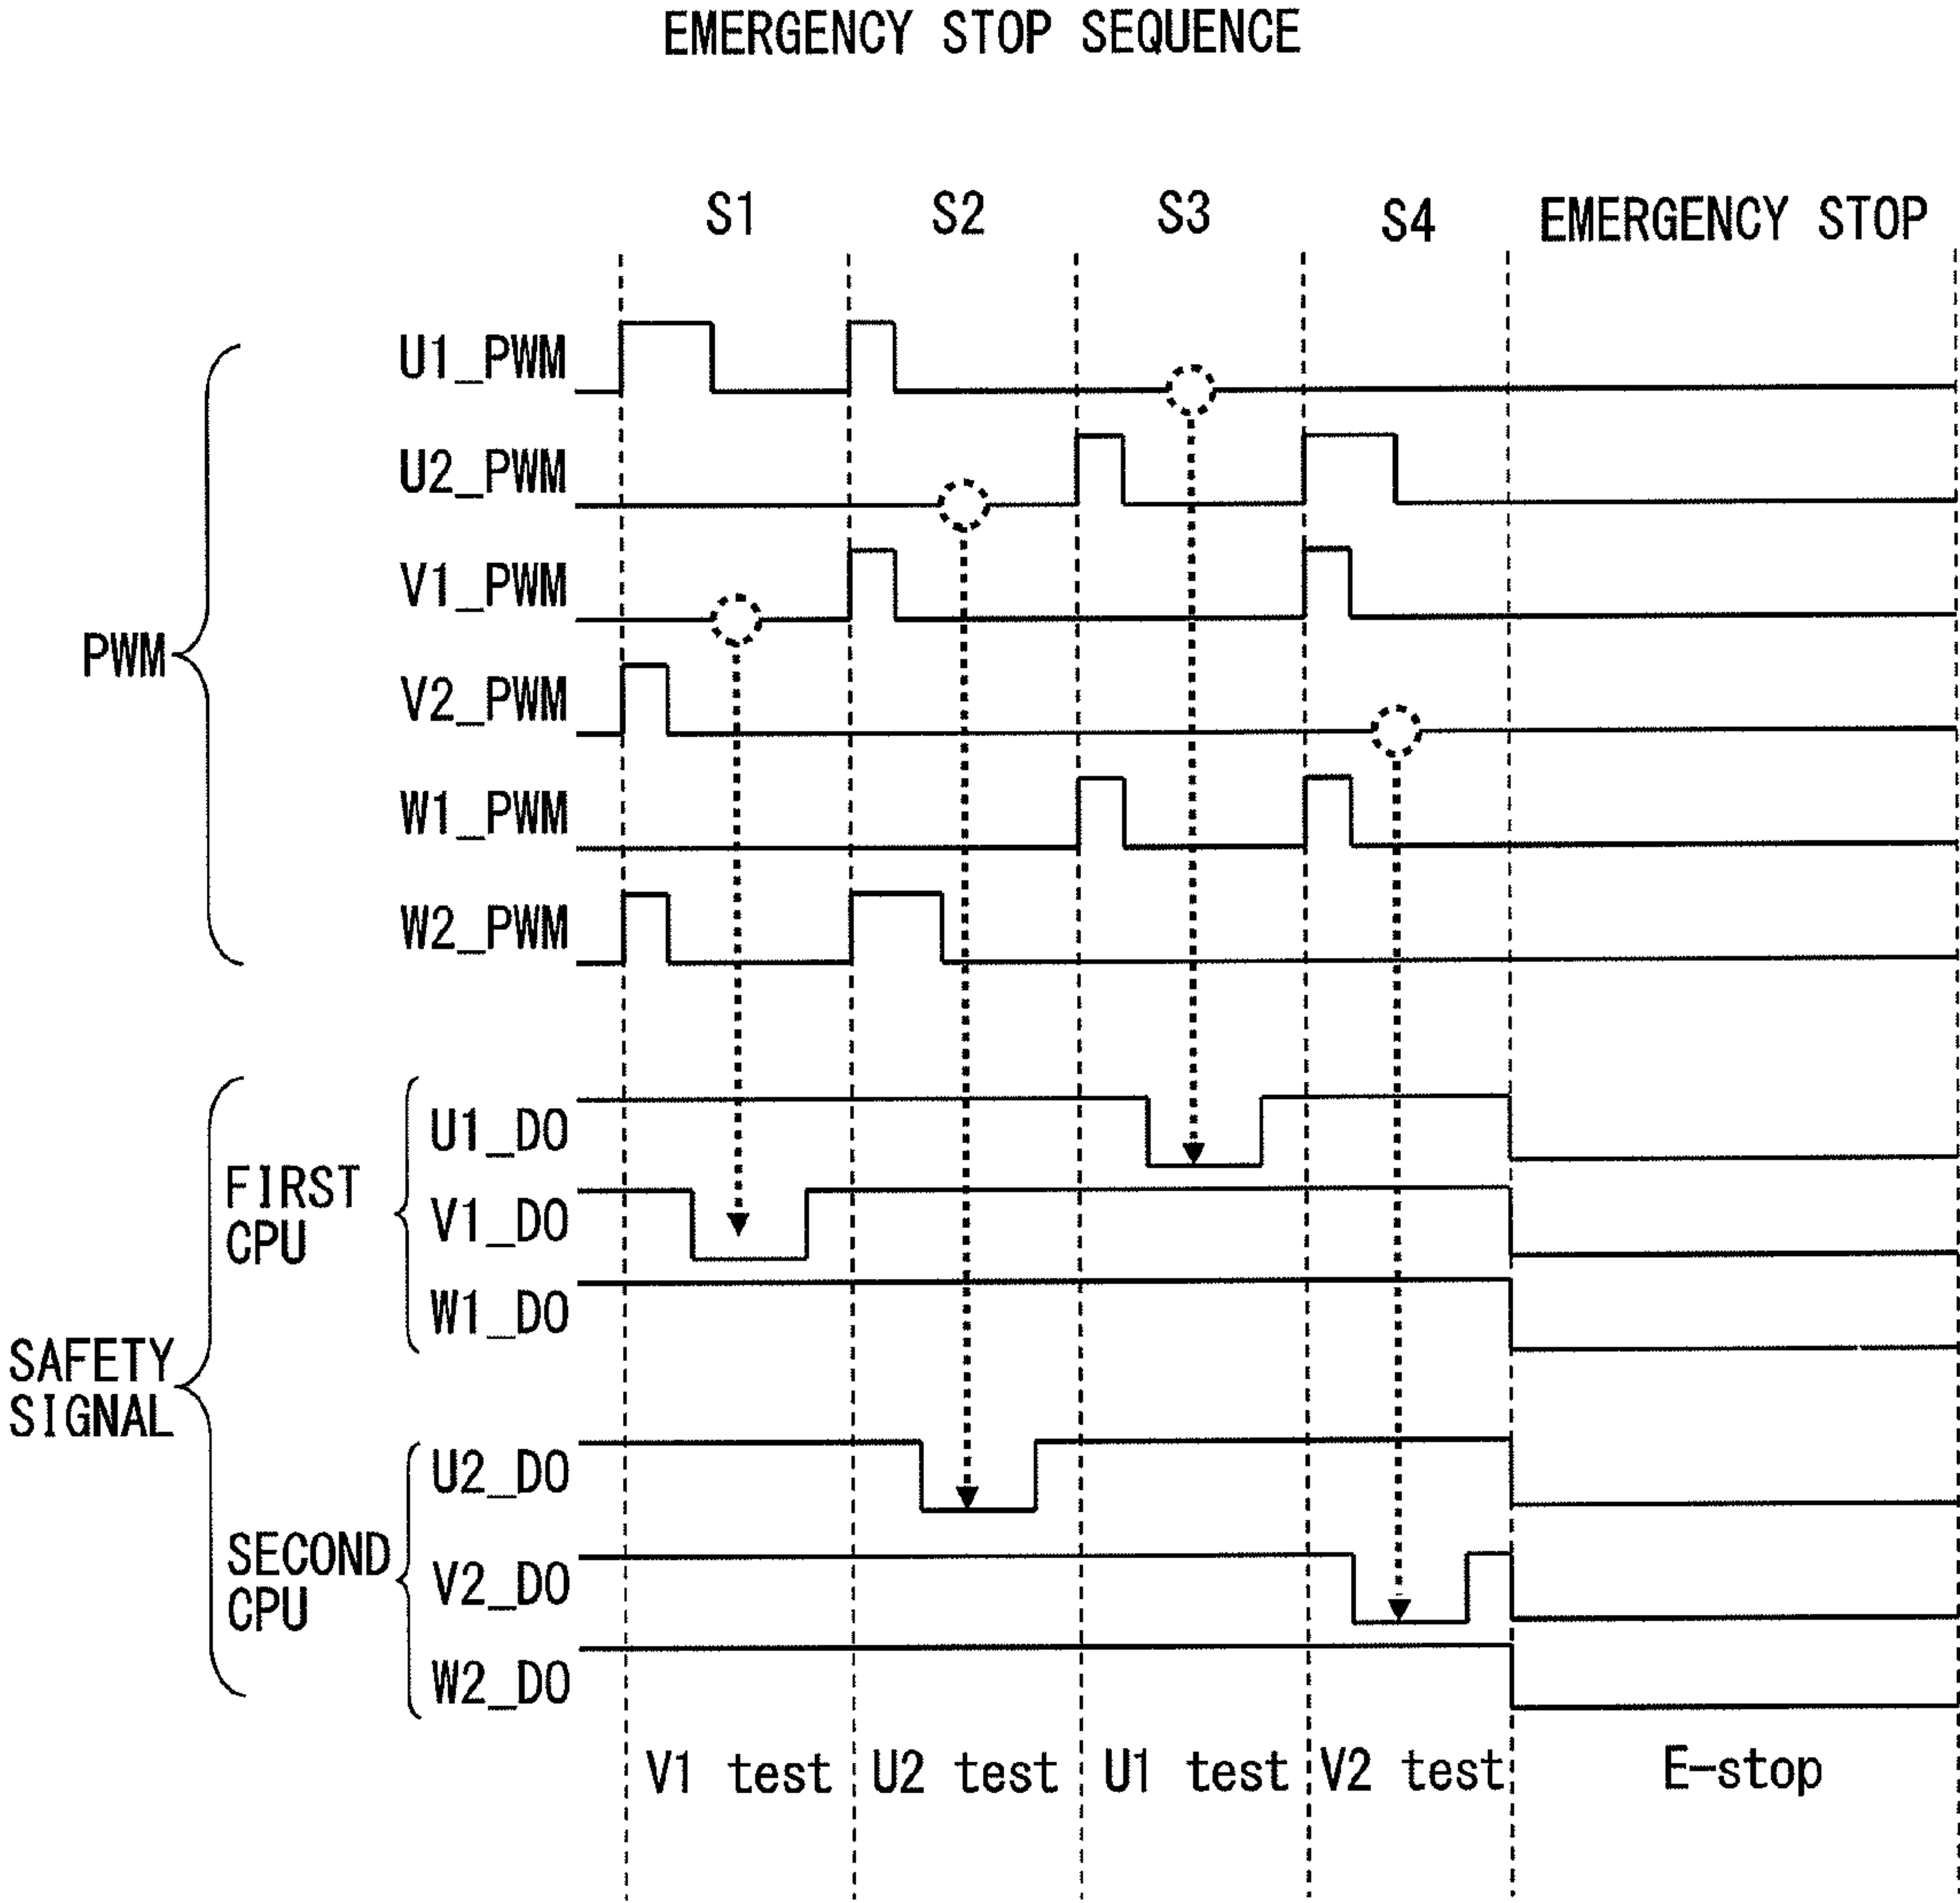 EMERGENCY STOP SEQUENCE
S1 S2 S3 S4 EMERGENCY STOP
U1_PWM
U2_PWM
V1_PWM
PWM
V2_PWM
W1_PWM
W2_PWM
U1_DO
FIRST
CPU
V1_DO
W1_DO
SAFETY
SIGNAL
U2_DO
SECOND
CPU
V2_DO
W2_DO
V1 test U2 test U1 test V2 test E-stop